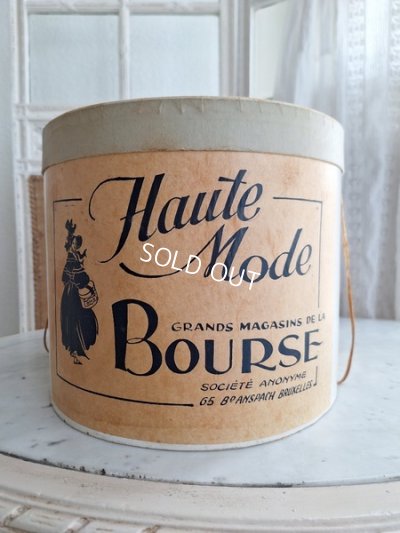 Haute
Mode
SOLD OUT
GRANDS MAGASINS DE LA
BOURSE
SOCIÉTÉ ANONYME
65 BD ANSPACH BRUXELLES